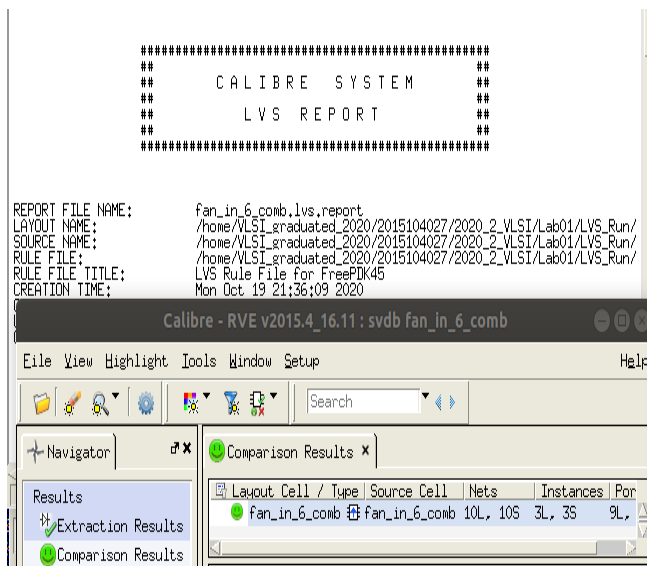 ##################################################
## ##
## C A L I B R E   S Y S T E M ##
## ##
## L V S   R E P O R T ##
## ##
##################################################
REPORT FILE NAME: fan_in_6_comb.lvs.report
LAYOUT NAME: /home/VLSI_graduated_2020/2015104027/2020_2_VLSI/Lab01/LVS_Run/
SOURCE NAME: /home/VLSI_graduated_2020/2015104027/2020_2_VLSI/Lab01/LVS_Run/
RULE FILE: /home/VLSI_graduated_2020/2015104027/2020_2_VLSI/Lab01/LVS_Run/
RULE FILE TITLE: LVS Rule File for FreePDK45
CREATION TIME: Mon Oct 19 21:36:09 2020
Calibre - RVE v2015.4_16.11 : svdb fan_in_6_comb
File View Highlight Tools Window Setup Help
Search
Navigator Comparison Results
Results Layout Cell / Type Source Cell Nets Instances Por
Extraction Results fan_in_6_comb fan_in_6_comb 10L, 10S 3L, 3S 9L,
Comparison Results